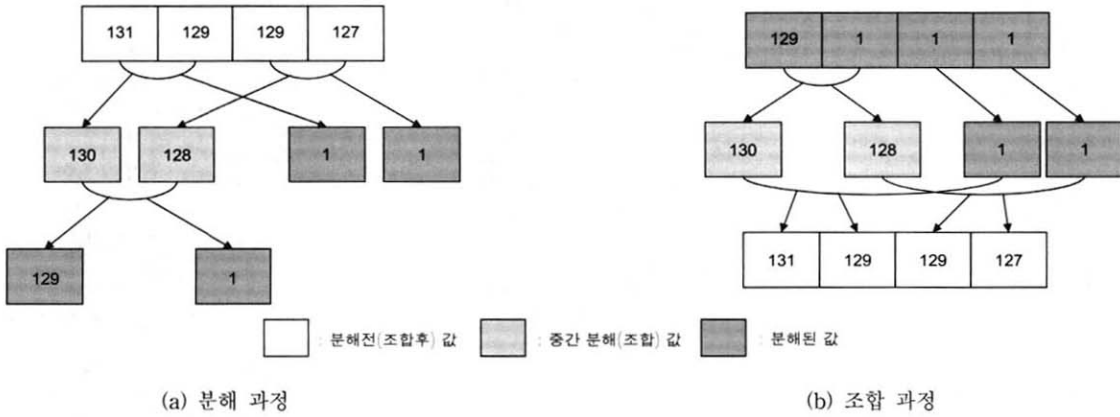 131 129 129 127
130 128 1 1
129 1
129 1 1 1
130 128 1 1
131 129 129 127
: 분해전(조합후) 값 : 중간 분해(조합) 값 : 분해된 값
(a) 분해 과정
(b) 조합 과정